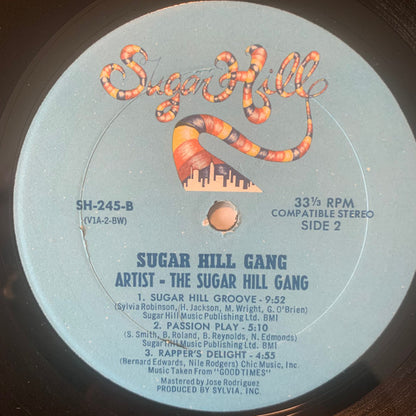 Sugar Hill
SH-245-B
(V1A-2-BW)
33⅓ RPM
COMPATIBLE STEREO
SIDE 2
SUGAR HILL GANG
ARTIST - THE SUGAR HILL GANG
1. SUGAR HILL GROOVE - 9:52
(Sylvia Robinson, H. Jackson, M. Wright, G. O'Brien)
Sugar Hill Music Publishing Ltd. BMI
2. PASSION PLAY - 5:10
(S. Smith, B. Roland, B. Reynolds, N. Edmonds)
Sugar Hill Music Publishing Ltd. BMI
3. RAPPER'S DELIGHT - 4:55
(Bernard Edwards, Nile Rodgers) Chic Music, Inc.
Music Taken From "GOOD TIMES"
Mastered by Jose Rodriguez
PRODUCED BY SYLVIA, INC.